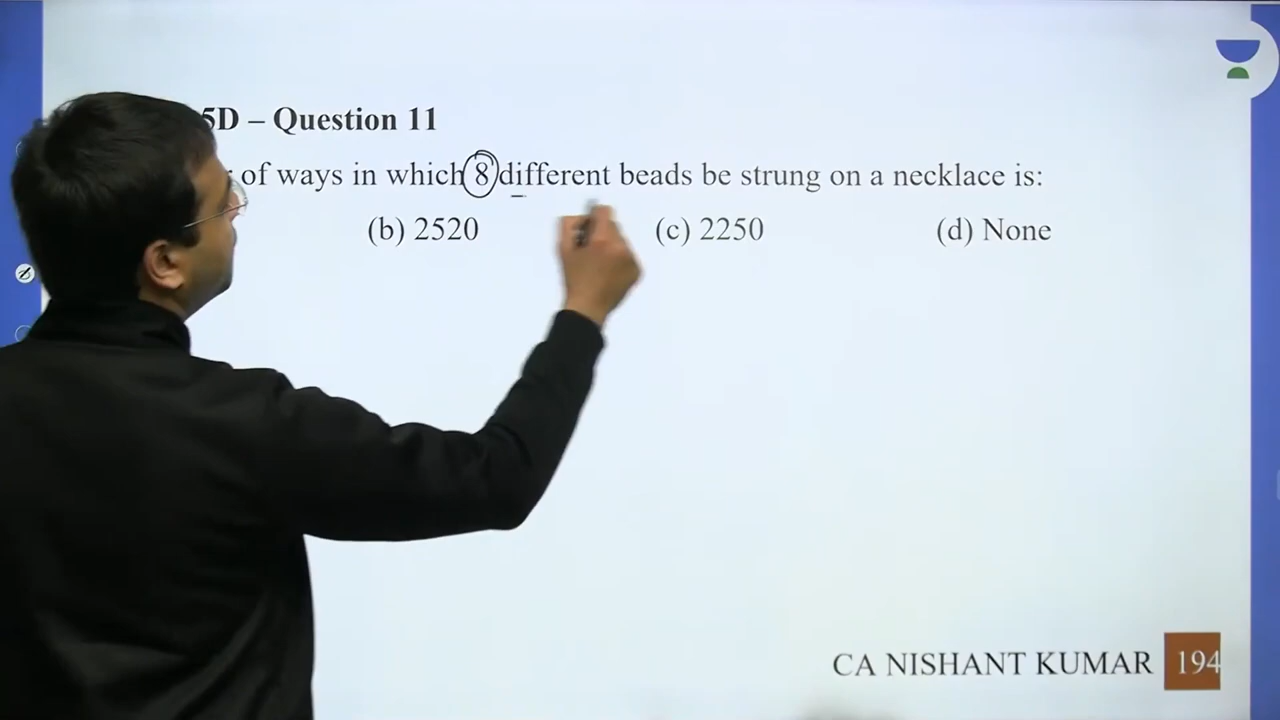 5D – Question 11
of ways in which 8 different beads be strung on a necklace is:
(b) 2520 (c) 2250 (d) None
CA NISHANT KUMAR 194